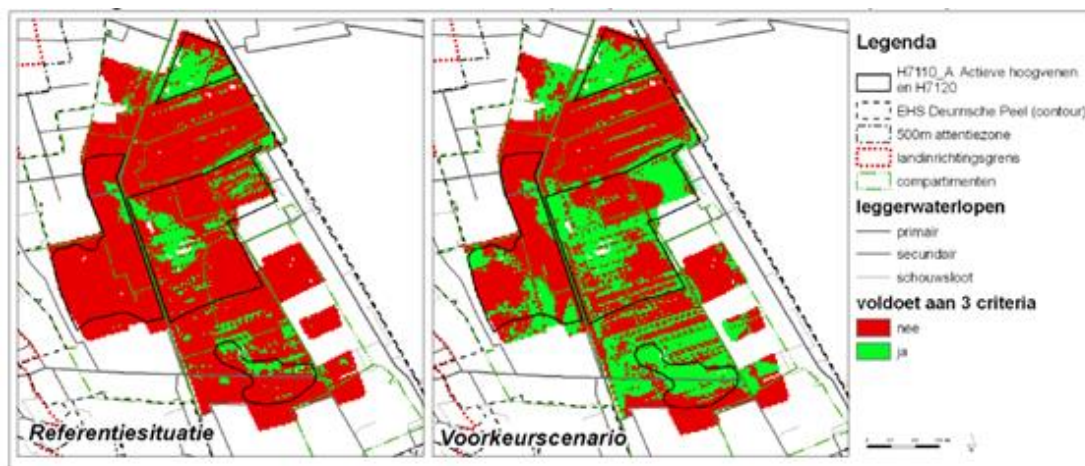 Referentiesituatie
Voorkeurscenario
Legenda
H7110_A Actieve hoogvenen
en H7120
EHS Deurnsche Peel (contour)
500m attentiezone
landinrichtingsgrens
compartimenten
leggerwaterlopen
primair
secundair
schouwsloot
voldoet aan 3 criteria
nee
ja